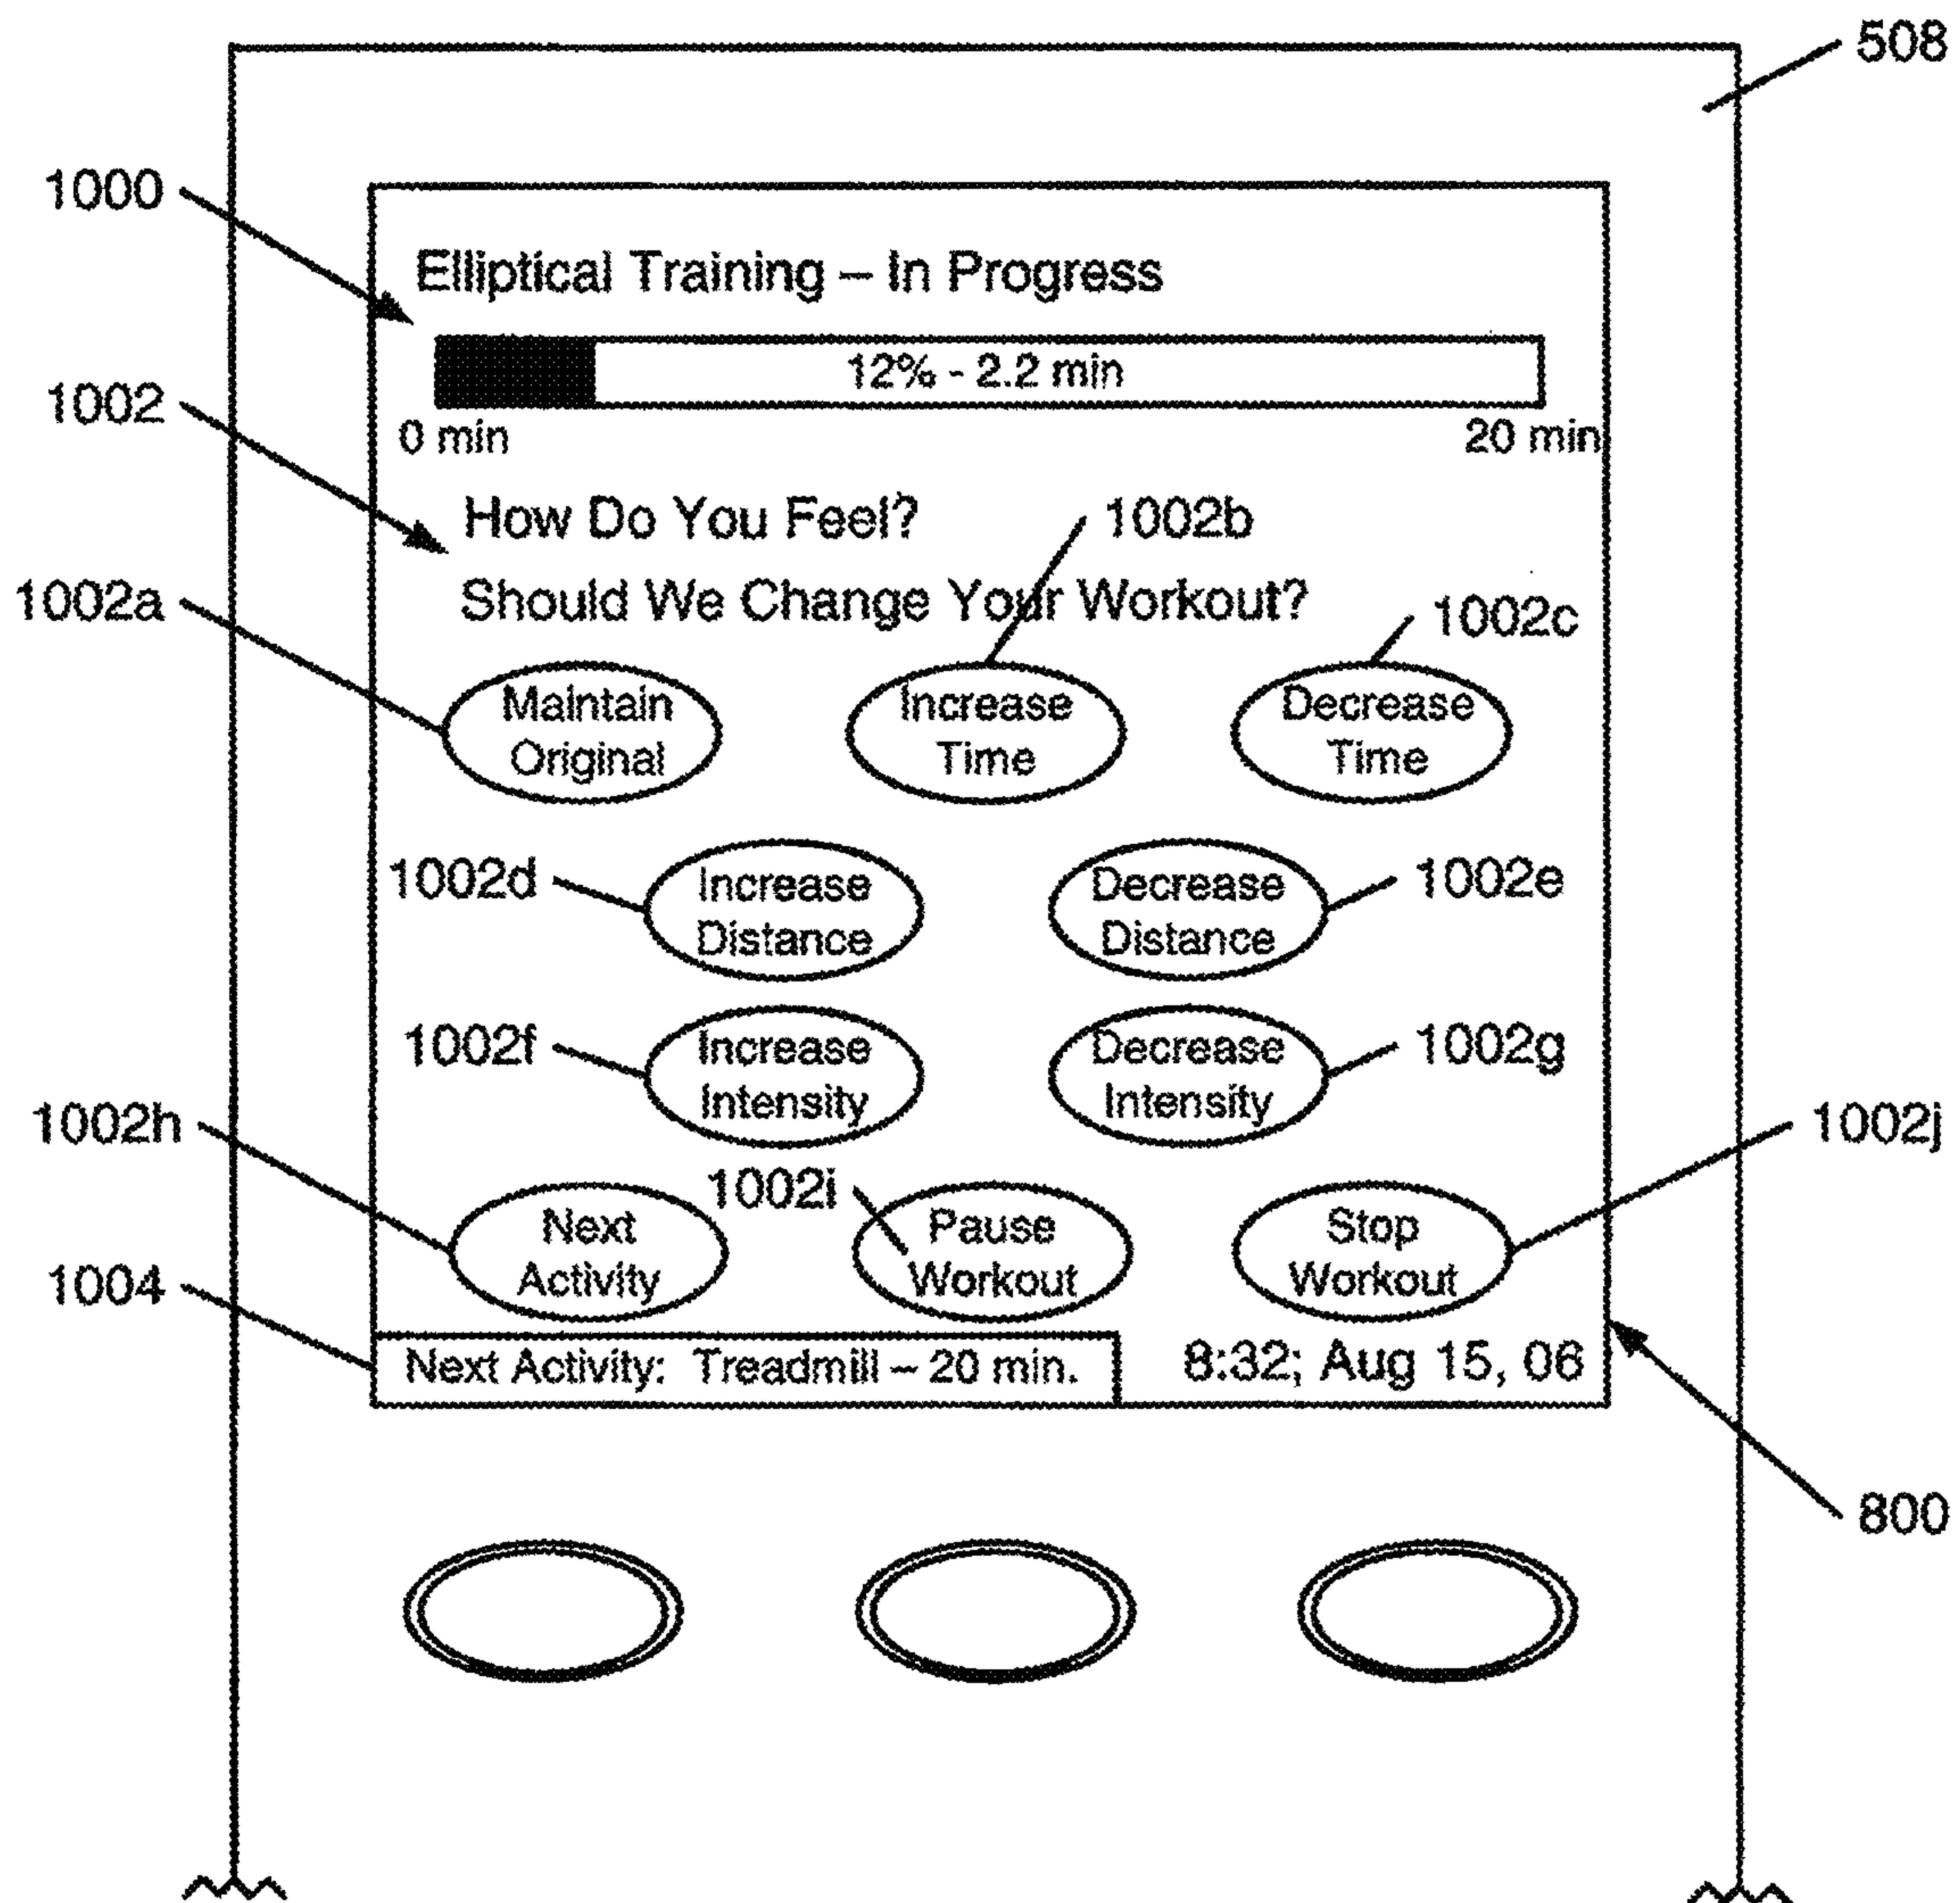 508
1000
Elliptical Training – In Progress
12% - 2.2 min
0 min 20 min
1002
How Do You Feel?
1002b
Should We Change Your Workout?
1002a
1002c
Maintain
Original
Increase
Time
Decrease
Time
1002d
Increase
Distance
Decrease
Distance
1002e
1002f
Increase
Intensity
Decrease
Intensity
1002g
1002h
1002j
1002i
Next
Activity
Pause
Workout
Stop
Workout
1004
Next Activity: Treadmill – 20 min.
8:32; Aug 15, 06
800